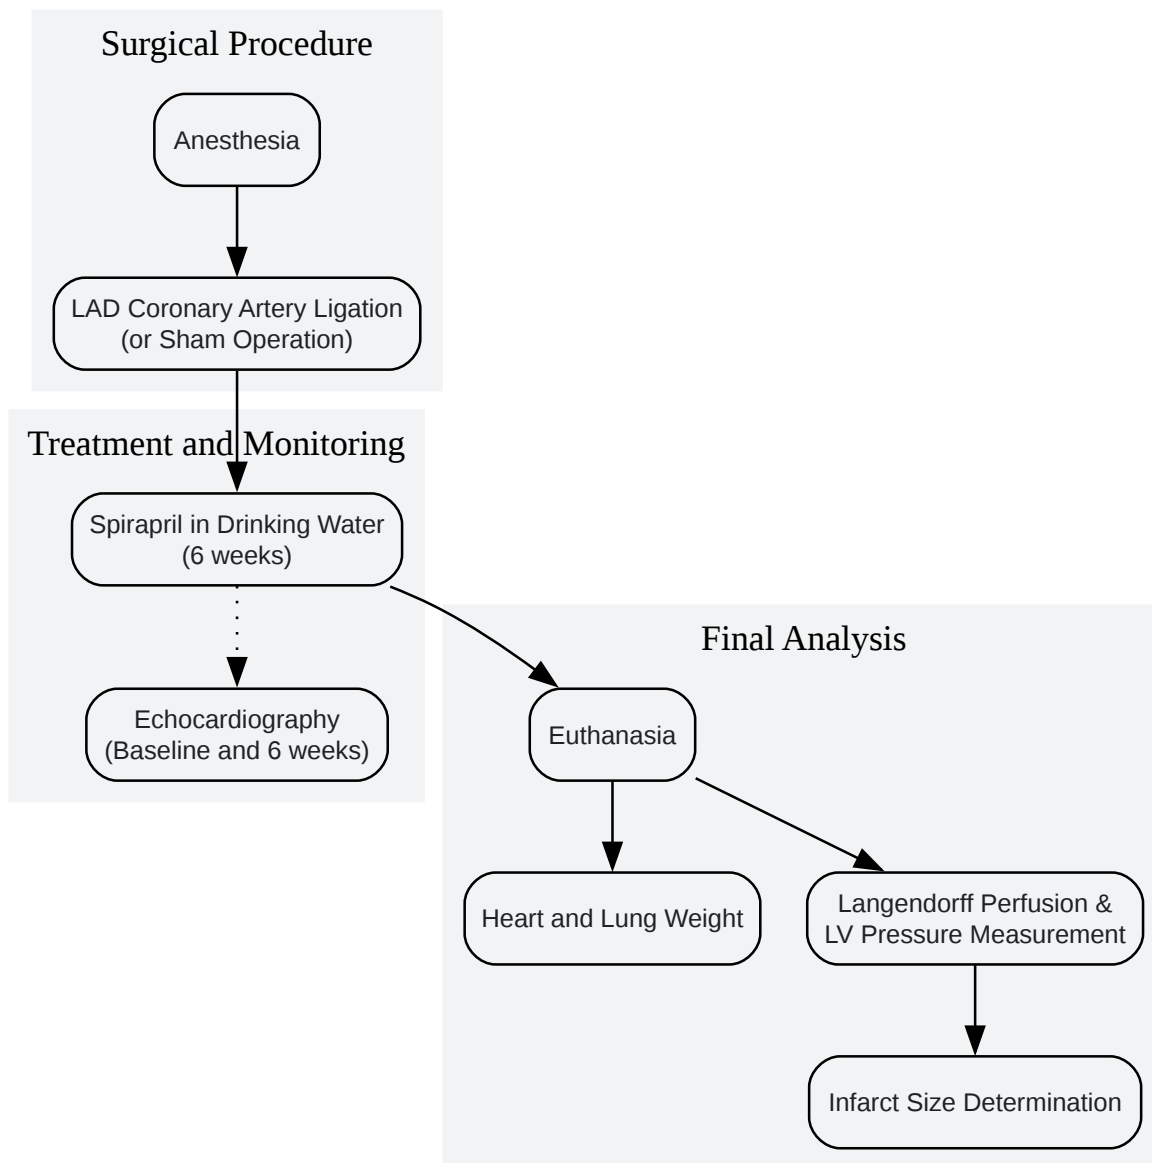 Surgical Procedure
Anesthesia
LAD Coronary Artery Ligation
(or Sham Operation)
Treatment and Monitoring
Spirapril in Drinking Water
(6 weeks)
Echocardiography
(Baseline and 6 weeks)
Final Analysis
Euthanasia
Heart and Lung Weight
Langendorff Perfusion &
LV Pressure Measurement
Infarct Size Determination